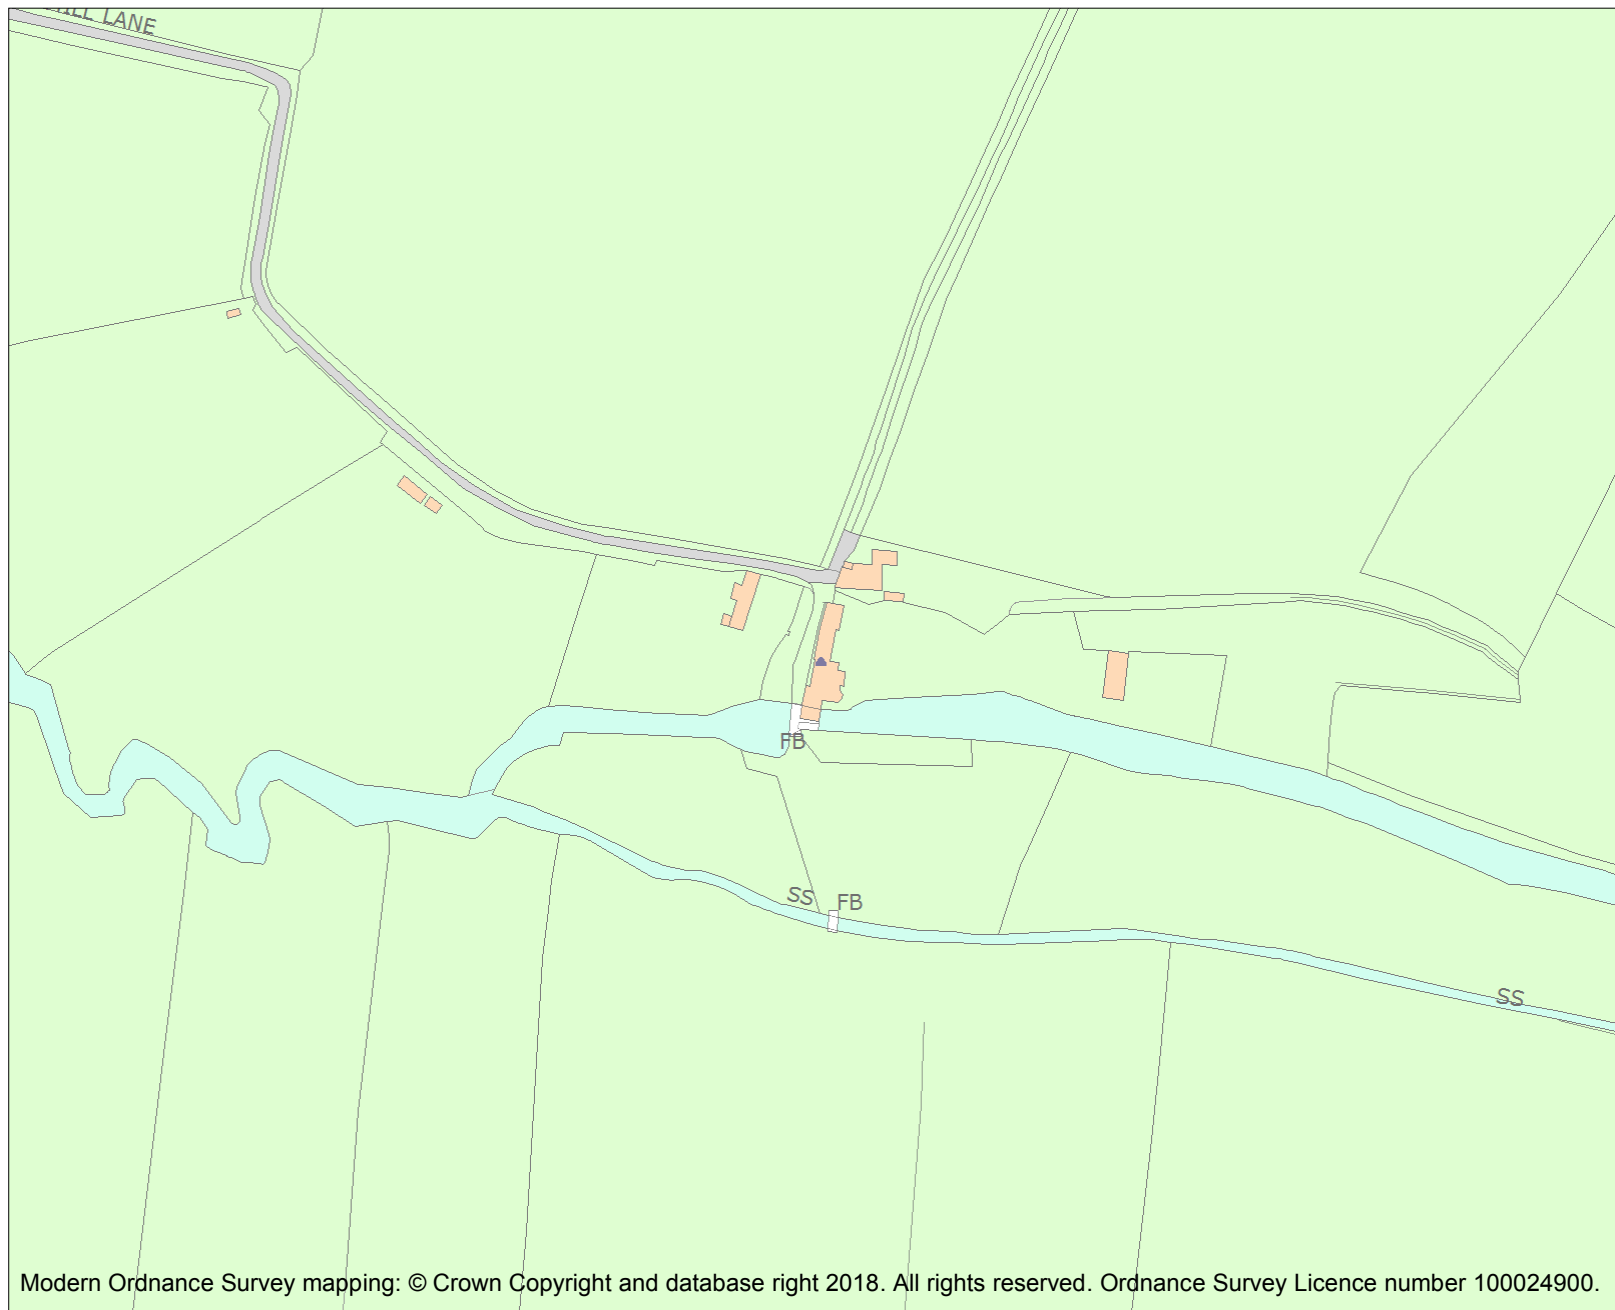 LANE
FB
SS FB
SS
Modern Ordnance Survey mapping: © Crown Copyright and database right 2018. All rights reserved. Ordnance Survey Licence number 100024900.